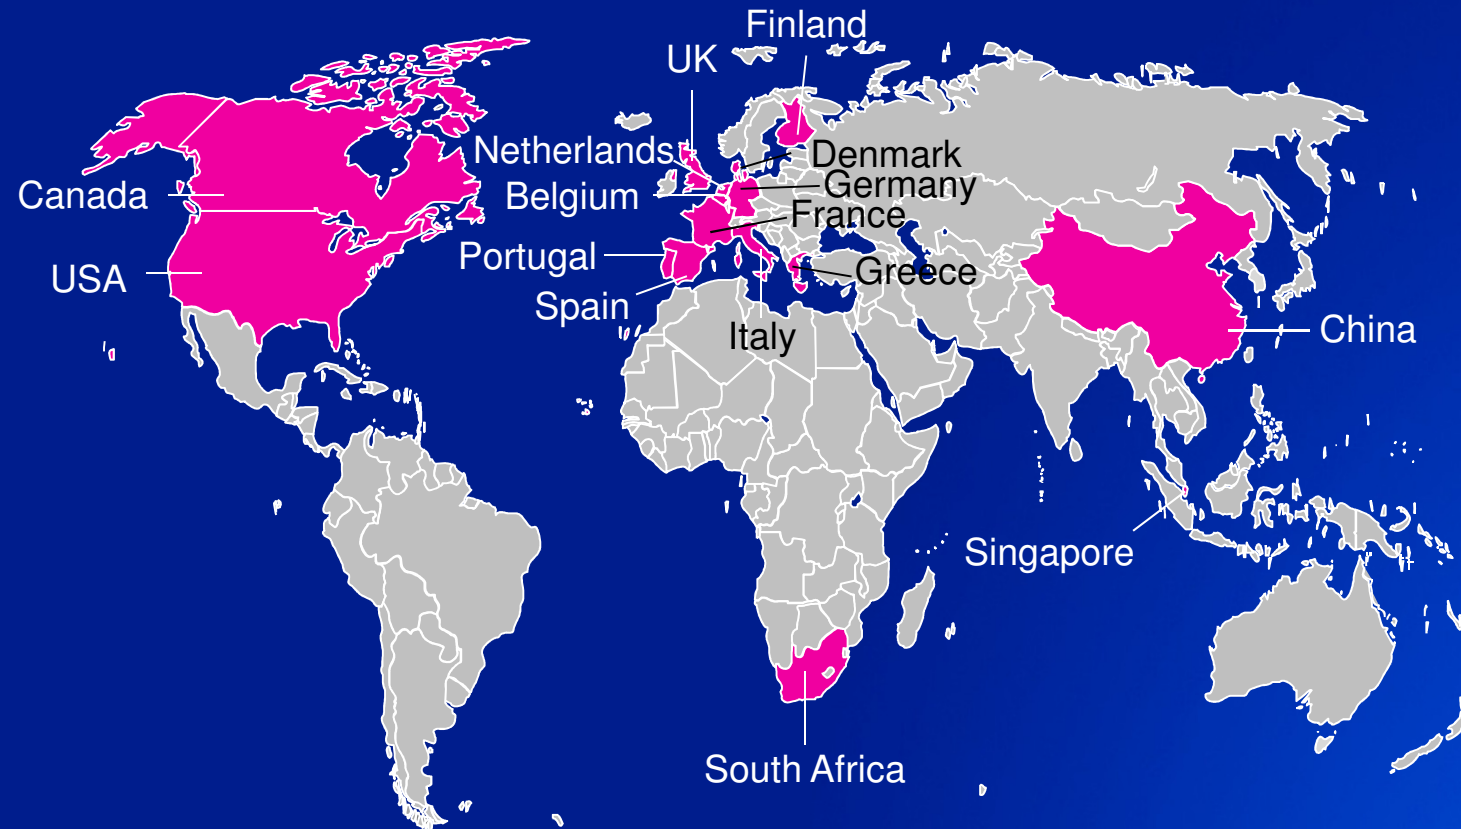 Finland
UK
Netherlands
Denmark
Germany
Canada
Belgium
France
Portugal
Greece
USA
Spain
Italy
China
Singapore
South Africa